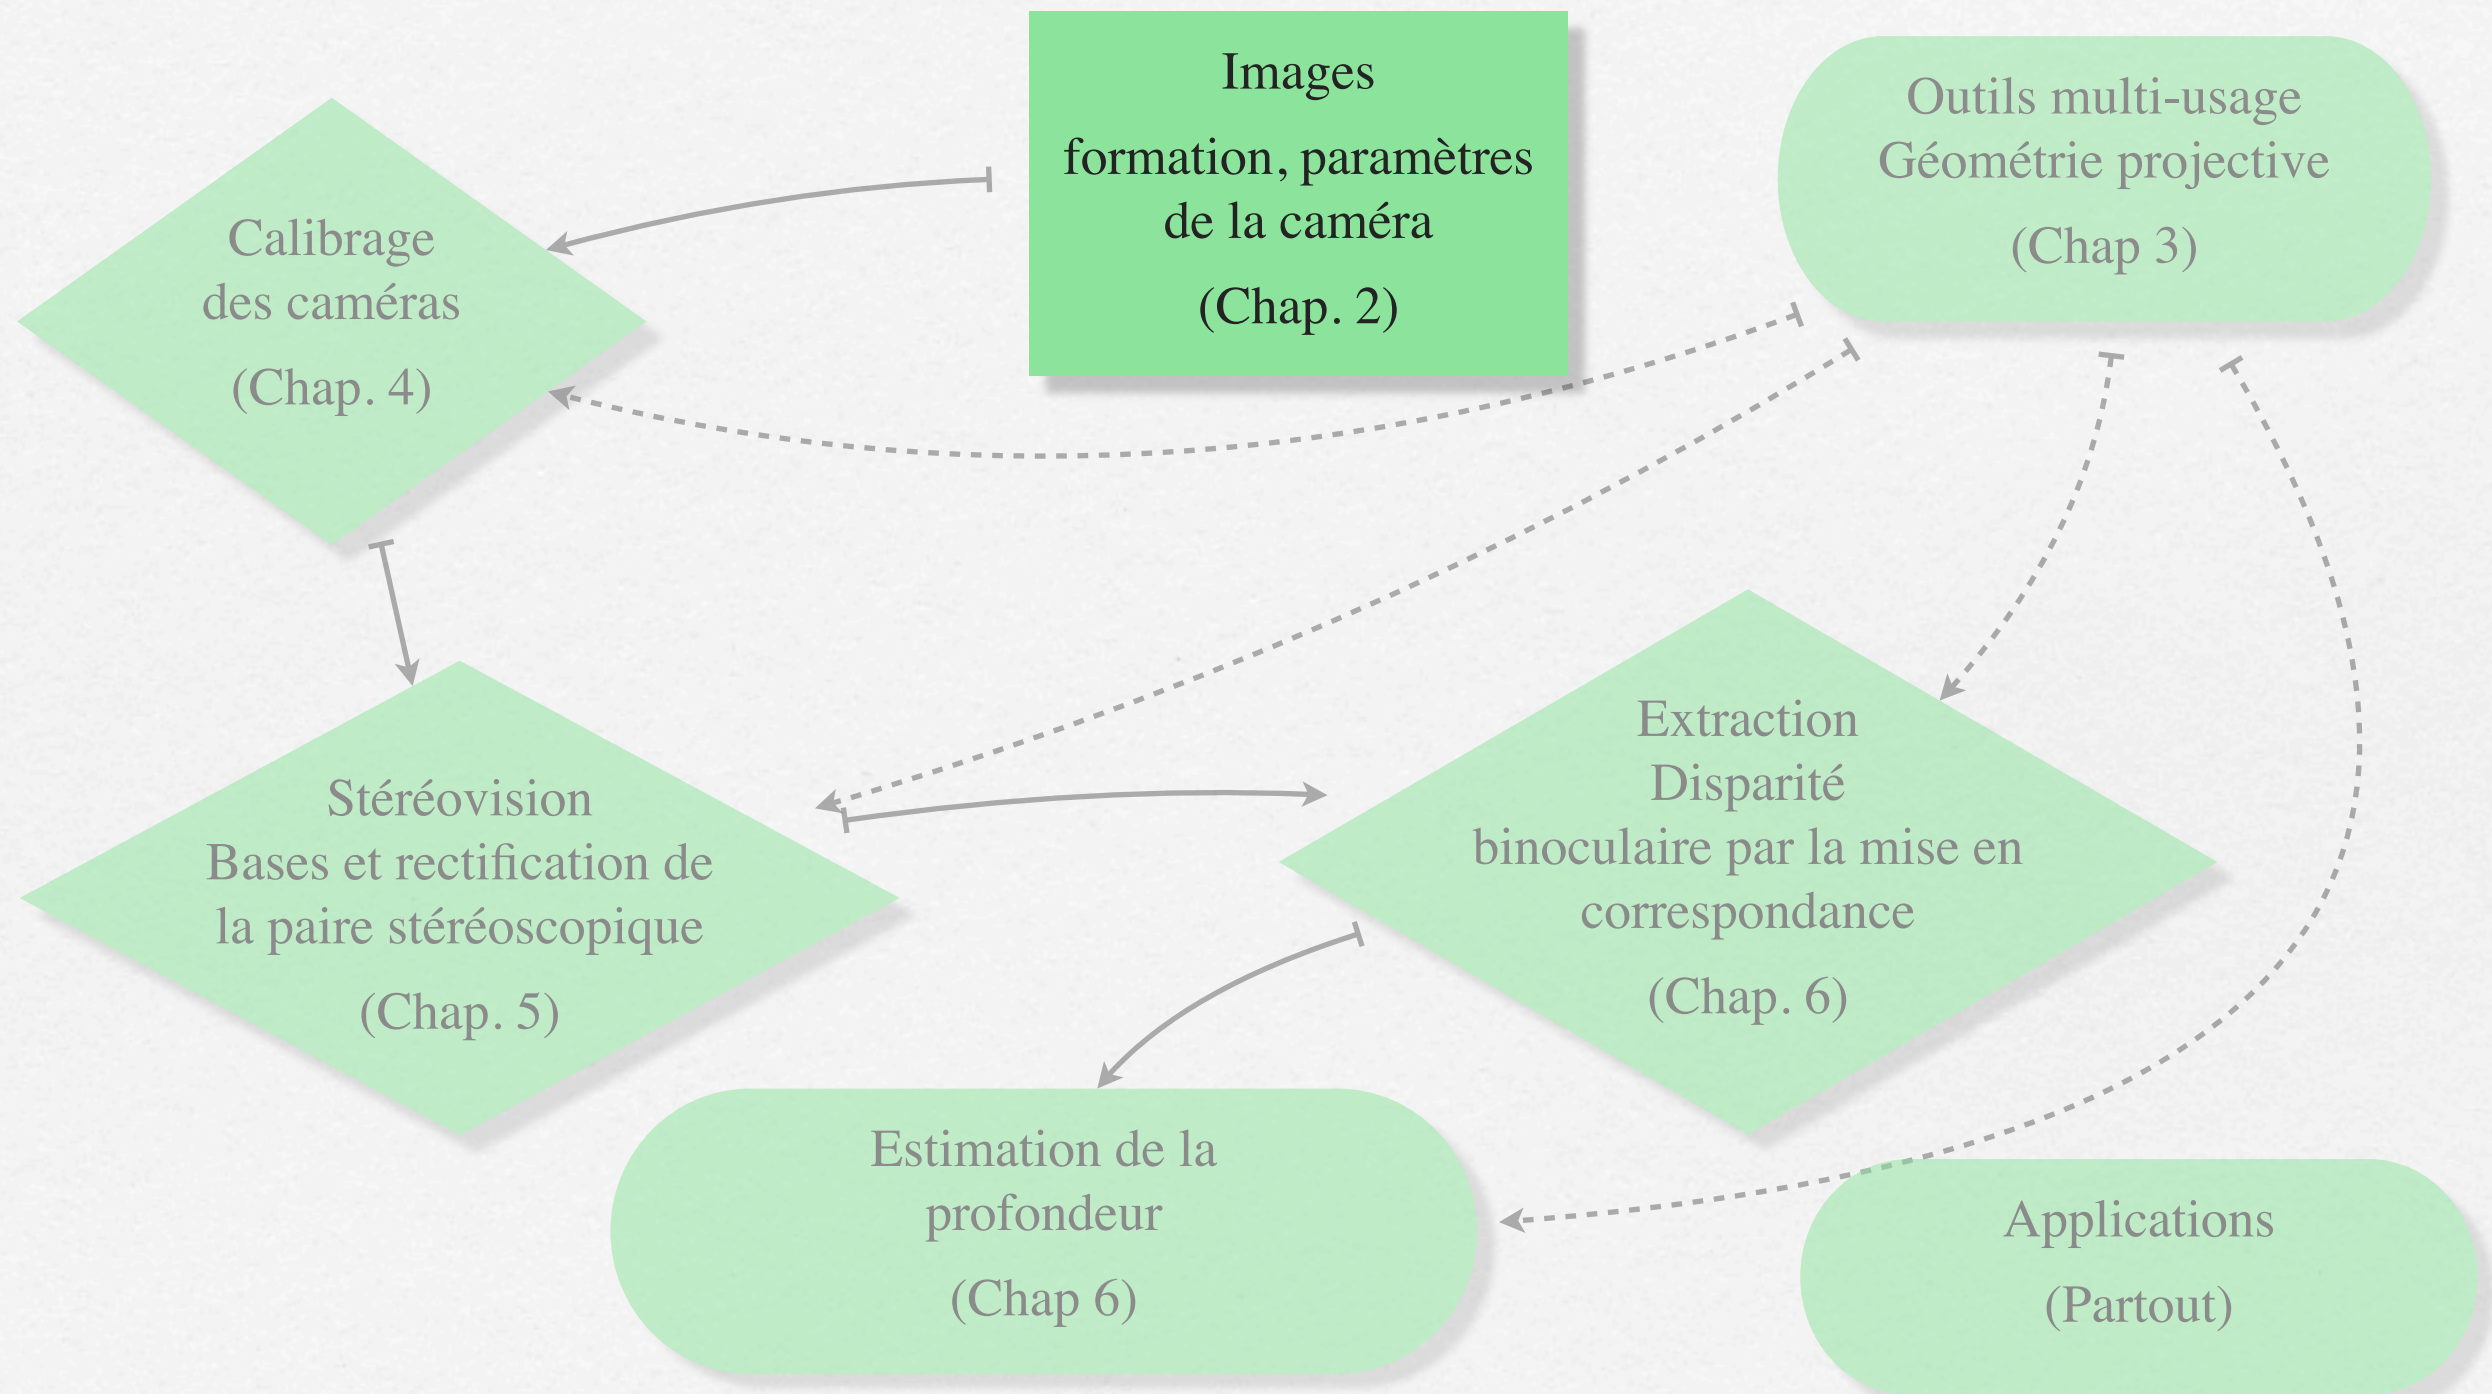 Images
formation, paramètres
de la caméra
(Chap. 2)
Outils multi-usage
Géométrie projective
(Chap 3)
Calibrage
des caméras
(Chap. 4)
Stéréovision
Bases et rectification de
la paire stéréoscopique
(Chap. 5)
Extraction
Disparité
binoculaire par la mise en
correspondance
(Chap. 6)
Estimation de la
profondeur
(Chap 6)
Applications
(Partout)